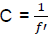 C = 1/f'